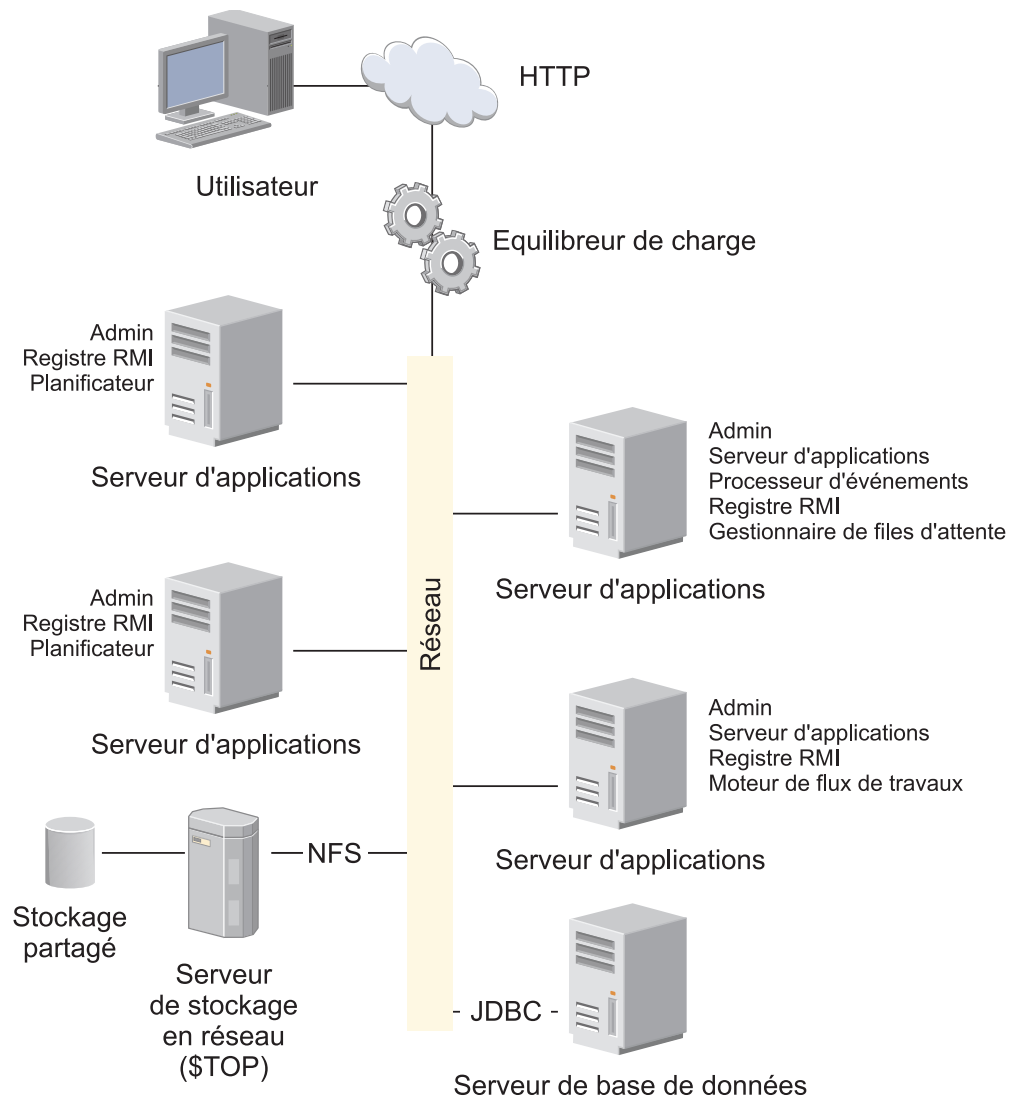 HTTP
Utilisateur
Equilibreur de charge
Admin
Registre RMI
Planificateur
Serveur d'applications
Admin
Serveur d'applications
Processeur d'événements
Registre RMI
Gestionnaire de files d'attente
Serveur d'applications
Réseau
Admin
Registre RMI
Planificateur
Serveur d'applications
Admin
Serveur d'applications
Registre RMI
Moteur de flux de travaux
Serveur d'applications
NFS
Stockage
partagé
Serveur
de stockage
en réseau
($TOP)
JDBC
Serveur de base de données